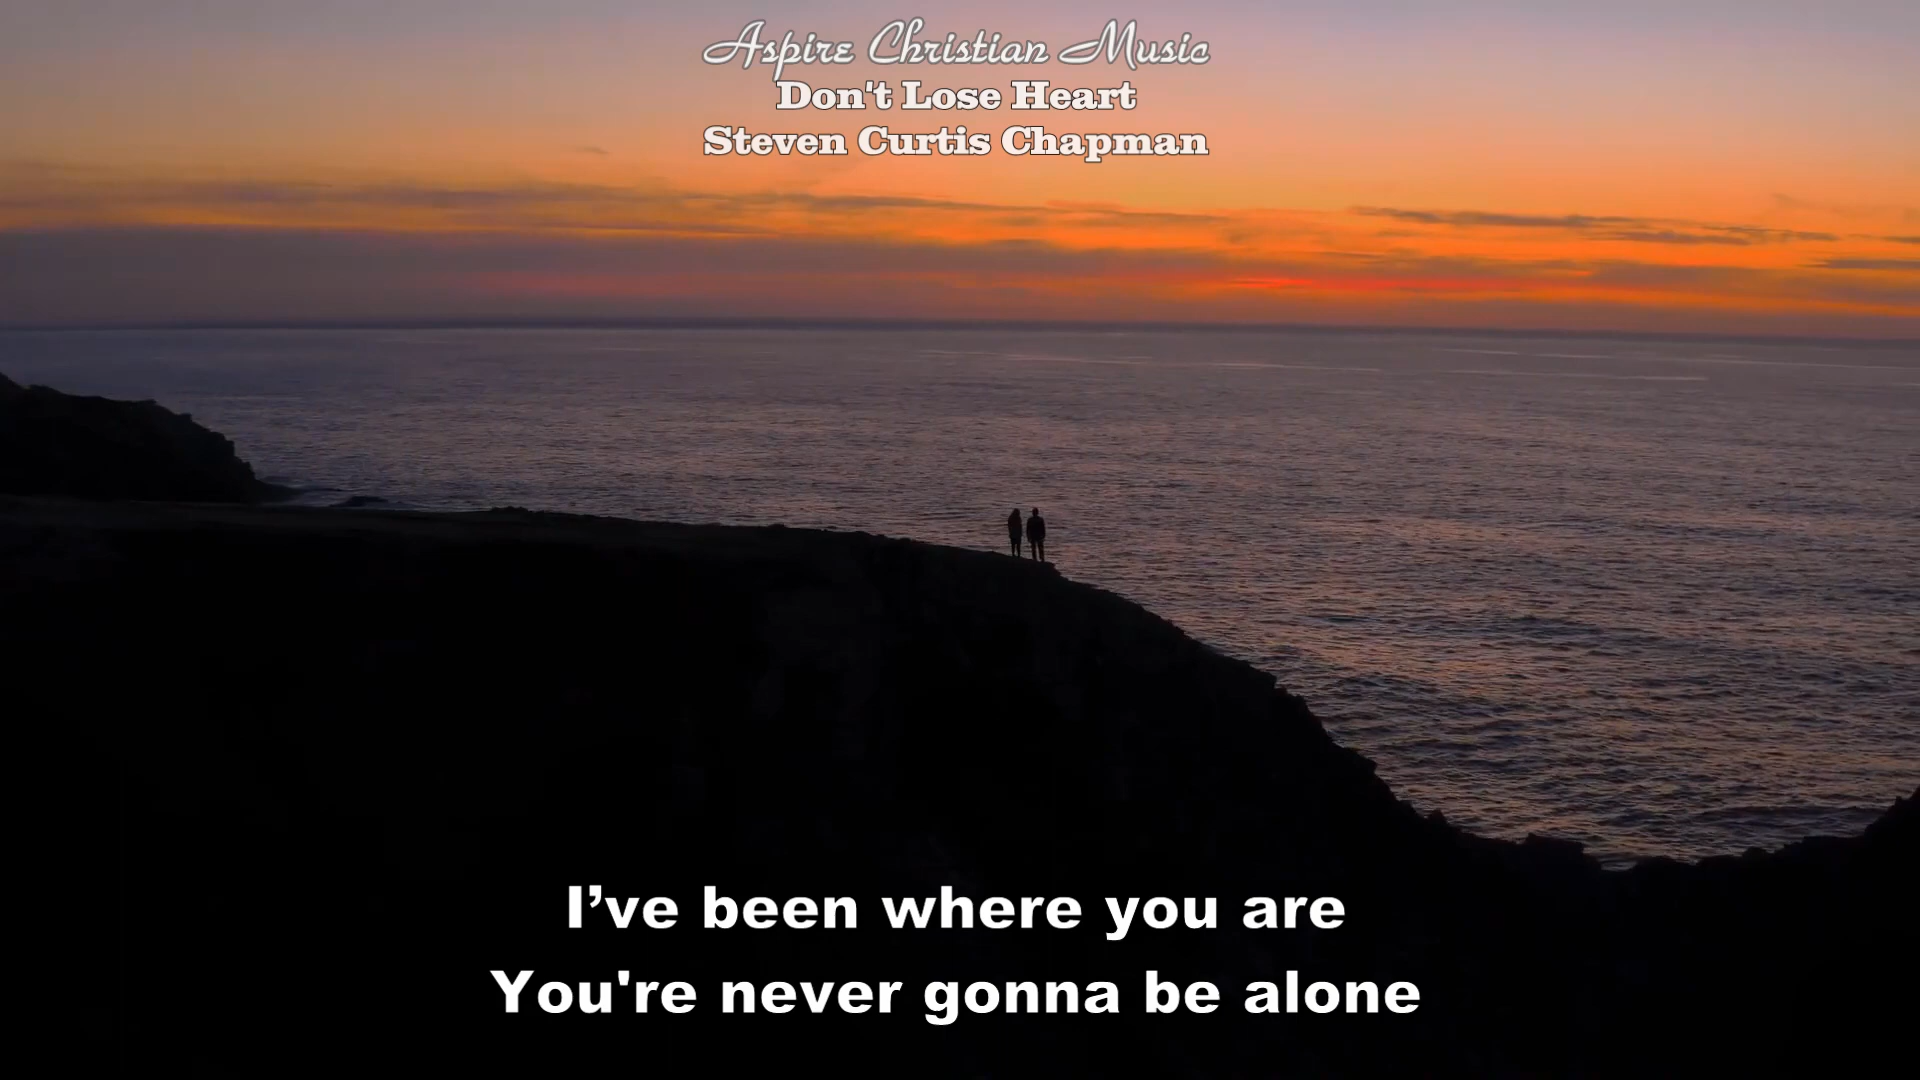 Aspire Christian Music
Don't Lose Heart
Steven Curtis Chapman
I’ve been where you are
You're never gonna be alone